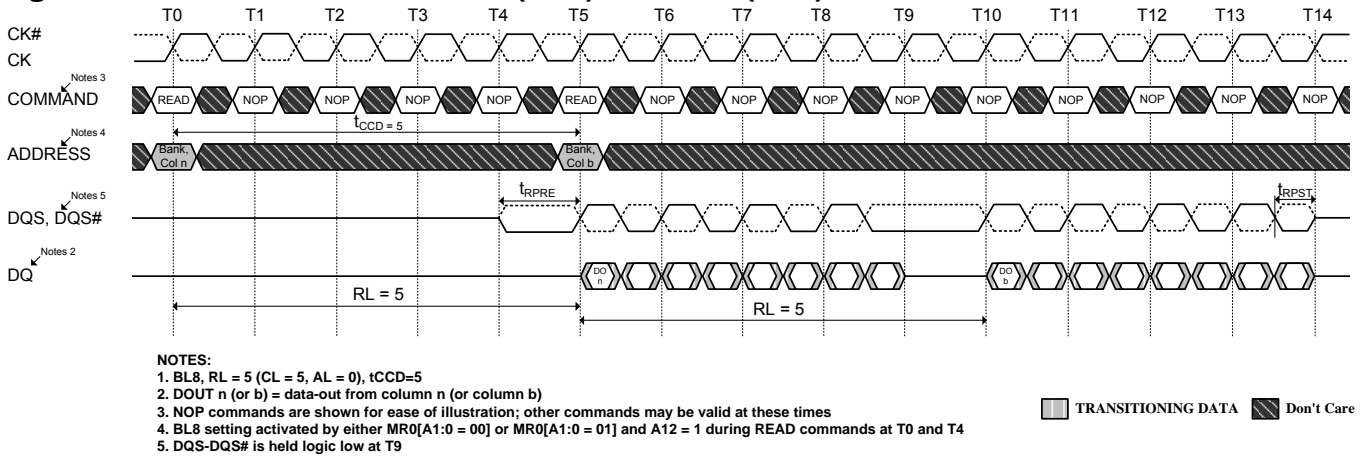 T0 T1 T2 T3 T4 T5 T6 T7 T8 T9 T10 T11 T12 T13 T14
CK#
CK
Notes 3
COMMAND READ NOP NOP NOP NOP READ NOP NOP NOP NOP NOP NOP NOP NOP NOP
tCCD = 5
Notes 4
ADDRESS
Bank, Col n
Bank, Col b
Notes 5
tRPRE
tRPST
DQS, DQS#
Notes 2
DQ
DO n
DO b
RL = 5
RL = 5
NOTES:
1. BL8, RL = 5 (CL = 5, AL = 0), tCCD=5
2. DOUT n (or b) = data-out from column n (or column b)
3. NOP commands are shown for ease of illustration; other commands may be valid at these times
4. BL8 setting activated by either MR0[A1:0 = 00] or MR0[A1:0 = 01] and A12 = 1 during READ commands at T0 and T4
5. DQS-DQS# is held logic low at T9
TRANSITIONING DATA
Don't Care